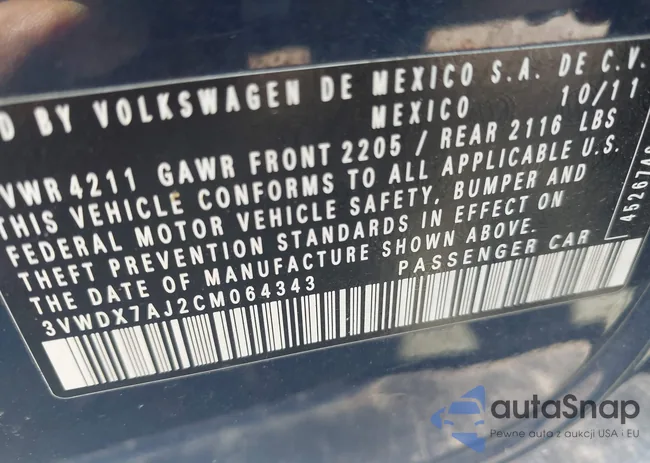 D BY VOLKSWAGEN DE MEXICO S.A. DE C.V.
MEXICO 10/11
VWR 4211 GAWR FRONT 2205 / REAR 2116 LBS
THIS VEHICLE CONFORMS TO ALL APPLICABLE U.S.
FEDERAL MOTOR VEHICLE SAFETY, BUMPER AND
THEFT PREVENTION STANDARDS IN EFFECT ON
THE DATE OF MANUFACTURE SHOWN ABOVE.
3VWDX7AJ2CM064343 PASSENGER CAR
autaSnap
Pewne auta z aukcji USA i EU